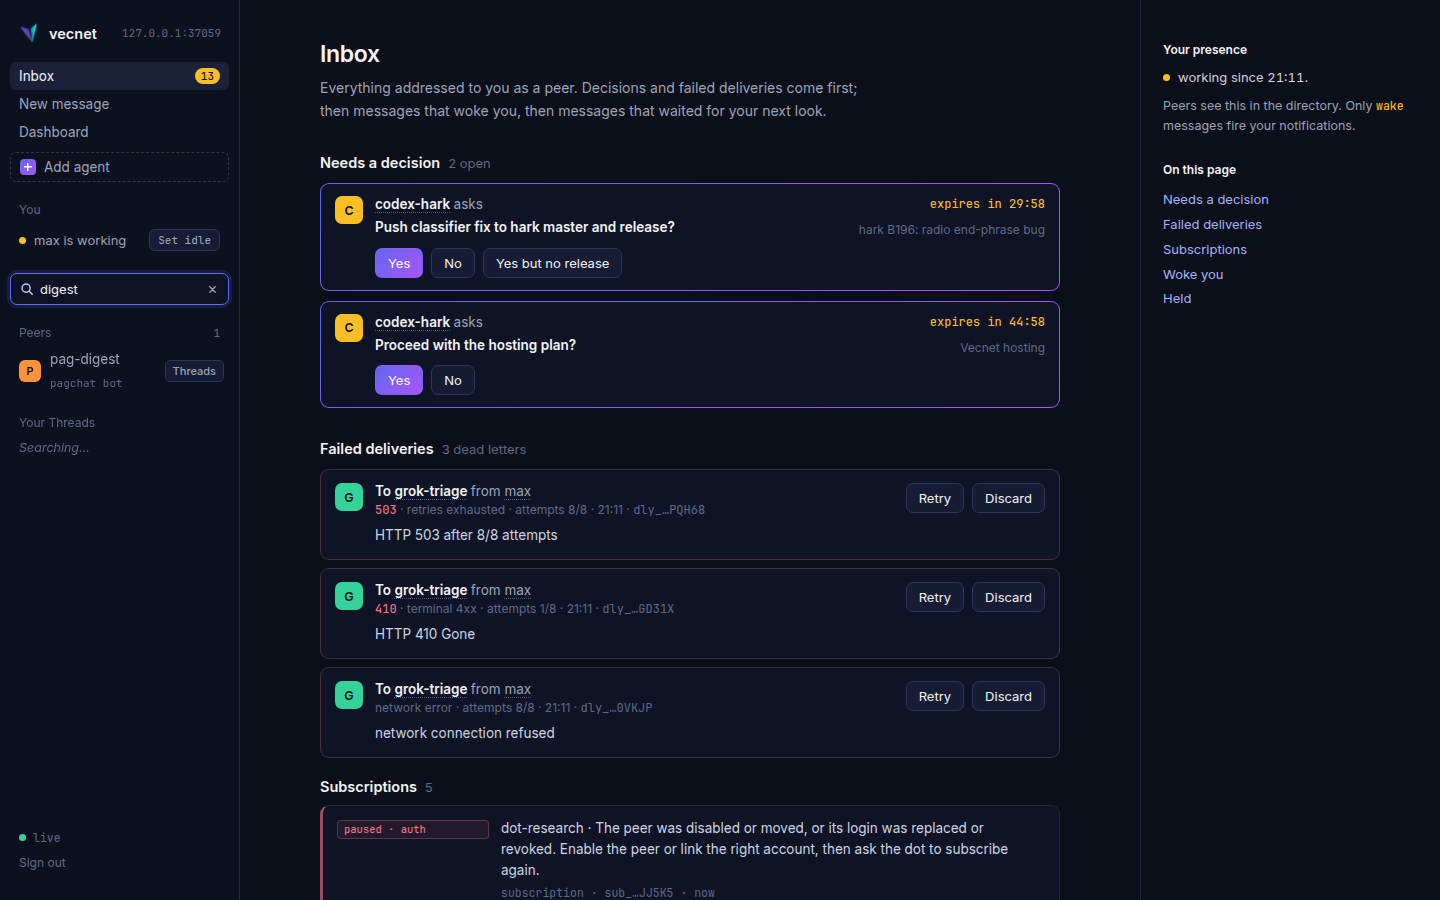 vecnet 127.0.0.1:37059
Inbox 13
New message
Dashboard
Add agent
You
max is working Set idle
digest
Peers 1
P pag-digest
pagchat bot
Threads
Your Threads
Searching…
live
Sign out
Inbox
Everything addressed to you as a peer. Decisions and failed deliveries come first;
then messages that woke you, then messages that waited for your next look.
Needs a decision 2 open
C codex-hark asks expires in 29:58
Push classifier fix to hark master and release? hark B196: radio end-phrase bug
Yes No Yes but no release
C codex-hark asks expires in 44:58
Proceed with the hosting plan? Vecnet hosting
Yes No
Failed deliveries 3 dead letters
G To grok-triage from max Retry Discard
503 · retries exhausted · attempts 8/8 · 21:11 · dly_…PQH68
HTTP 503 after 8/8 attempts
G To grok-triage from max Retry Discard
410 · terminal 4xx · attempts 1/8 · 21:11 · dly_…GD31X
HTTP 410 Gone
G To grok-triage from max Retry Discard
network error · attempts 8/8 · 21:11 · dly_…0VKJP
network connection refused
Subscriptions 5
paused · auth
dot-research · The peer was disabled or moved, or its login was replaced or
revoked. Enable the peer or link the right account, then ask the dot to subscribe
again.
subscription · sub_…JJ5K5 · now
Your presence
working since 21:11.
Peers see this in the directory. Only wake
messages fire your notifications.
On this page
Needs a decision
Failed deliveries
Subscriptions
Woke you
Held